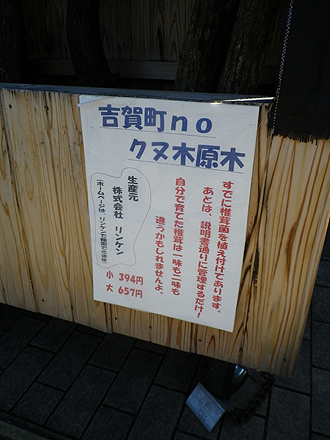 吉賀町no
クヌ木原木
すでに椎茸菌を植え付けてあります。
あとは、説明書通りに管理するだけ!
自分で育てた椎茸は一味も二味も
違うかもしれませんよ。
生産元
株式会社 リンケン
小 394円
大 657円